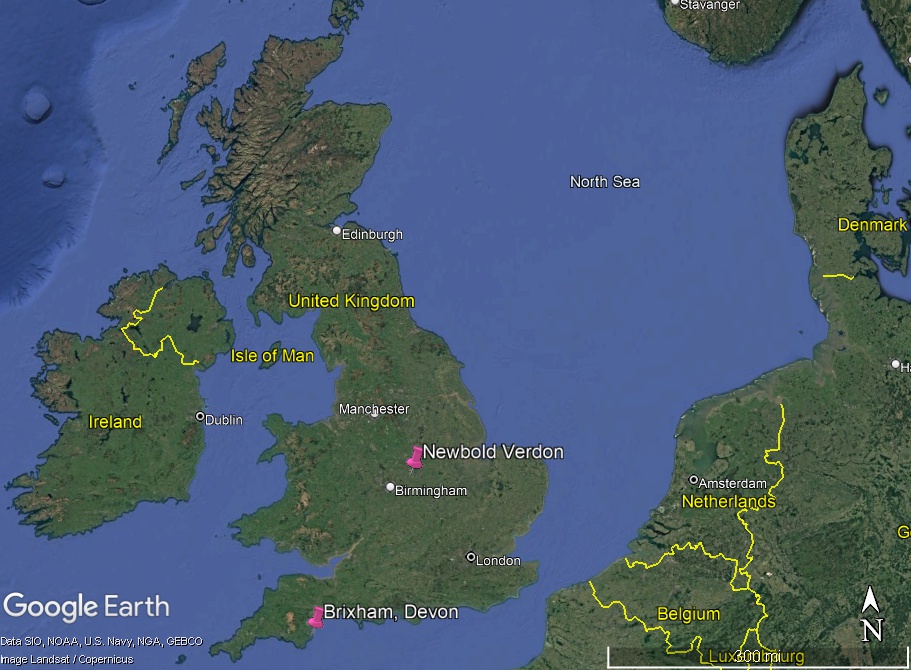 Stavanger
North Sea
Denmark
Edinburgh
United Kingdom
Isle of Man
Ireland
Dublin
Manchester
Newbold Verdon
Birmingham
Amsterdam
Netherlands
London
Google Earth
Brixham, Devon
Belgium
N
Data SIO, NOAA, U.S. Navy, NGA, GEBCO
Image Landsat / Copernicus
Luxembourg
300 mi